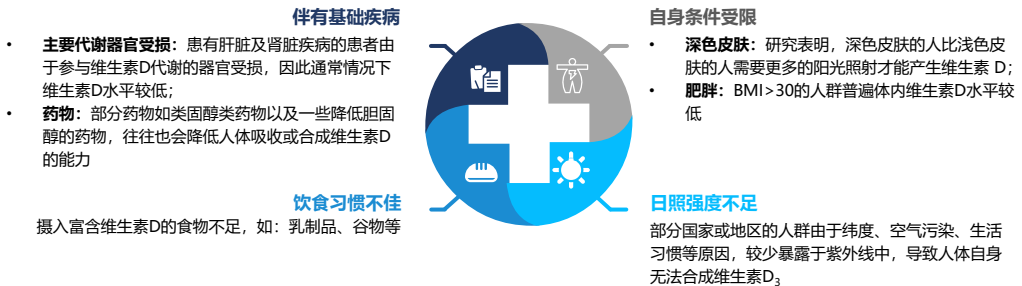 伴有基础疾病
• 主要代谢器官受损：患有肝脏及肾脏疾病的患者由
于参与维生素D代谢的器官受损，因此通常情况下
维生素D水平较低；
• 药物：部分药物如类固醇类药物以及一些降低胆固
醇的药物，往往也会降低人体吸收或合成维生素D
的能力
自身条件受限
• 深色皮肤：研究表明，深色皮肤的人比浅色皮
肤的人需要更多的阳光照射才能产生维生素 D；
• 肥胖：BMI>30的人群普遍体内维生素D水平较
低
饮食习惯不佳
摄入富含维生素D的食物不足，如：乳制品、谷物等
日照强度不足
部分国家或地区的人群由于纬度、空气污染、生活
习惯等原因，较少暴露于紫外线中，导致人体自身
无法合成维生素D₃